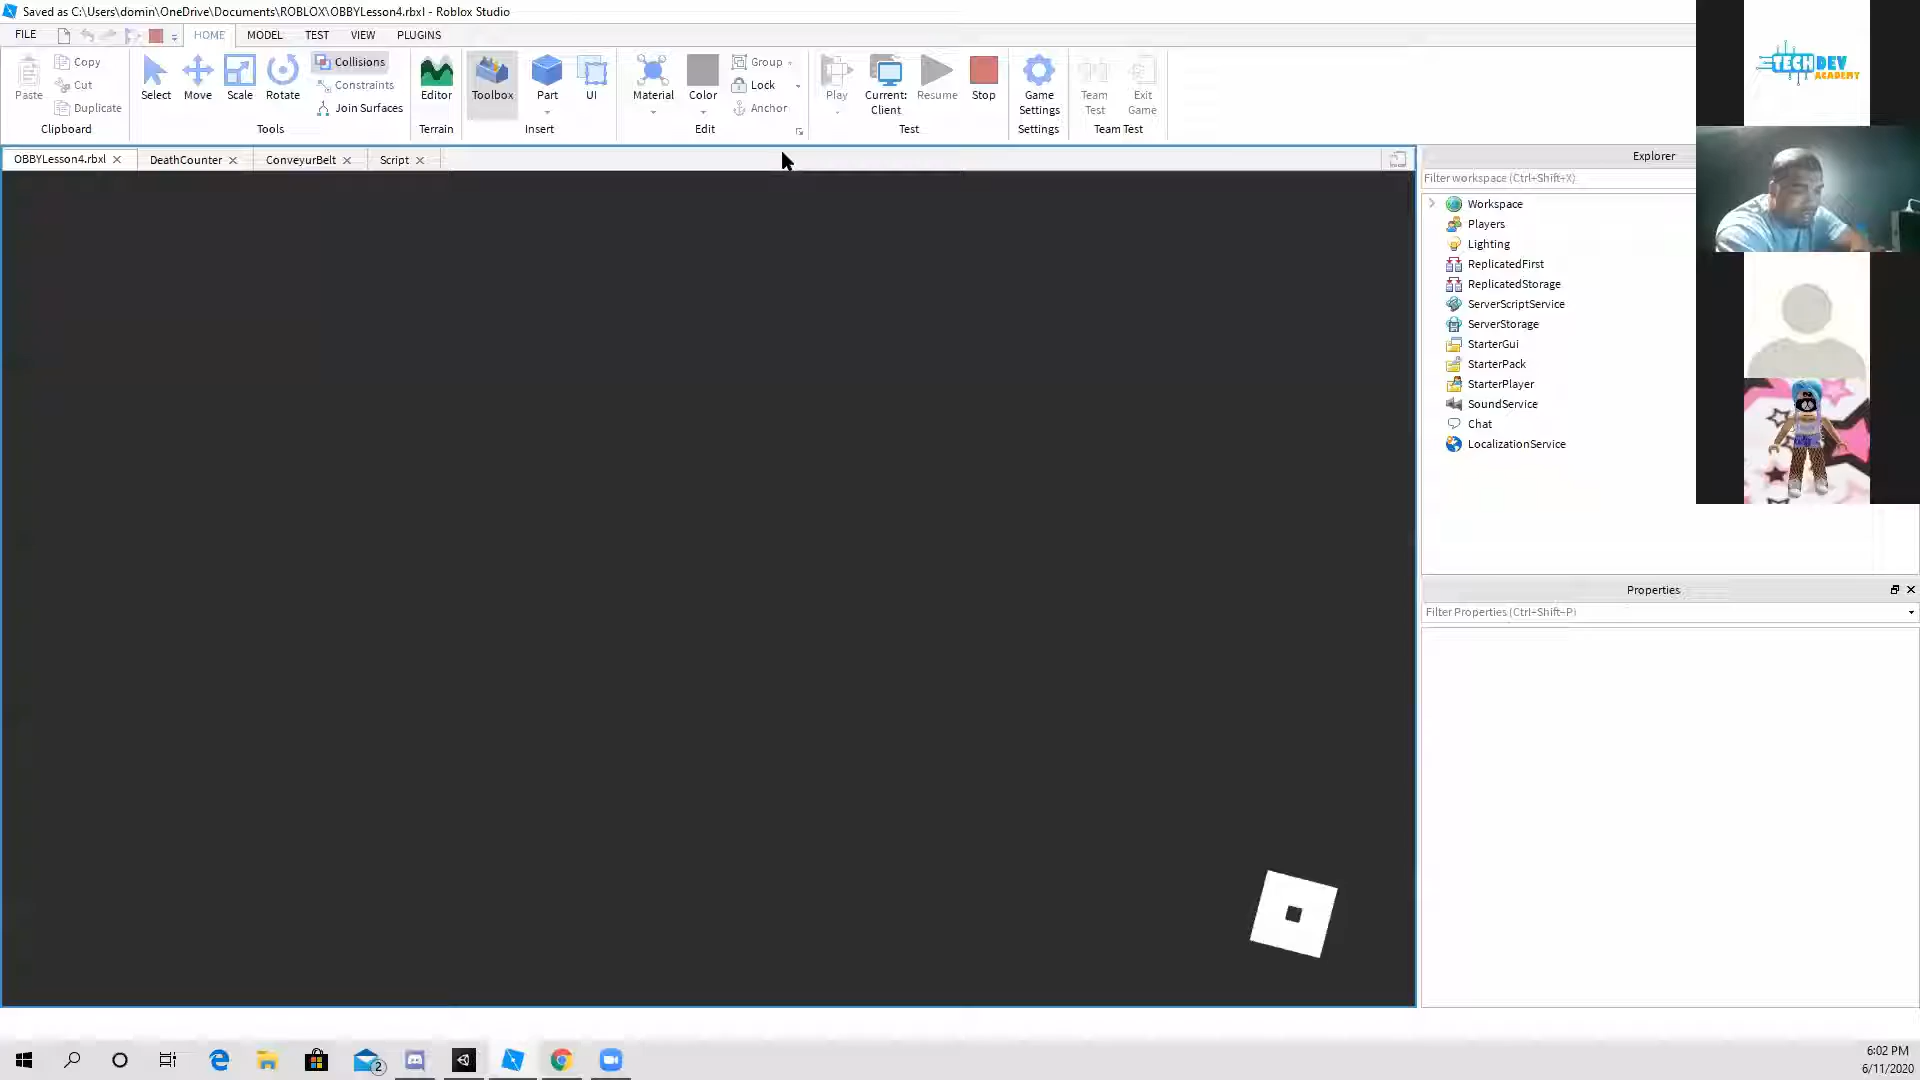 Saved as C:\Users\domin\OneDrive\Documents\ROBLOX\OBBYLesson4.rbxl - Roblox Studio
FILE HOME MODEL TEST VIEW PLUGINS
Paste Copy Cut Duplicate
Clipboard
Select Move Scale Rotate Collisions Constraints Join Surfaces
Tools
Editor
Terrain
Toolbox Part UI
Insert
Material Color Group Lock Anchor
Edit
Play Current: Client Resume Stop
Test
Game Settings
Settings
Team Test Exit Game
Team Test
OBBYLesson4.rbxl DeathCounter ConveyurBelt Script
Explorer
Filter workspace (Ctrl+Shift+X)
Workspace
Players
Lighting
ReplicatedFirst
ReplicatedStorage
ServerScriptService
ServerStorage
StarterGui
StarterPack
StarterPlayer
SoundService
Chat
LocalizationService
Properties
Filter Properties (Ctrl+Shift+P)
TECHDEV
ACADEMY
2
6:02 PM
6/11/2020